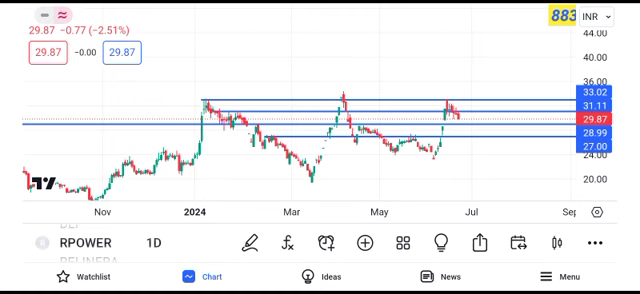 883 INR
29.87 −0.77 (−2.51%)
29.87 −0.00 29.87
44.00
40.00
36.00
33.02
31.11
29.87
28.99
27.00
24.00
20.00
Nov 2024 Mar May Jul Sep
R RPOWER 1D
Watchlist Chart Ideas News Menu